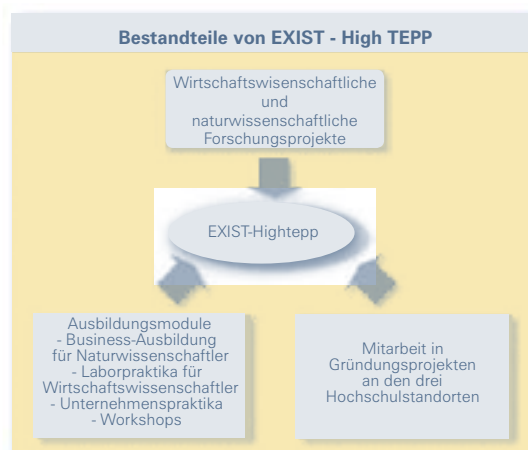 Bestandteile von EXIST - High TEPP
Wirtschaftswisenschaftliche
und
naturwissenschaftliche
Forschungsprojekte
EXIST-Hightepp
Ausbildungsmodule
- Business-Ausbildung
für Naturwissenschaftler
- Laborpraktika für
Wirtschaftswissenschaftler
- Unternehmenspraktika
- Workshops
Mitarbeit in
Gründungsprojekten
an den drei
Hochschulstandorten